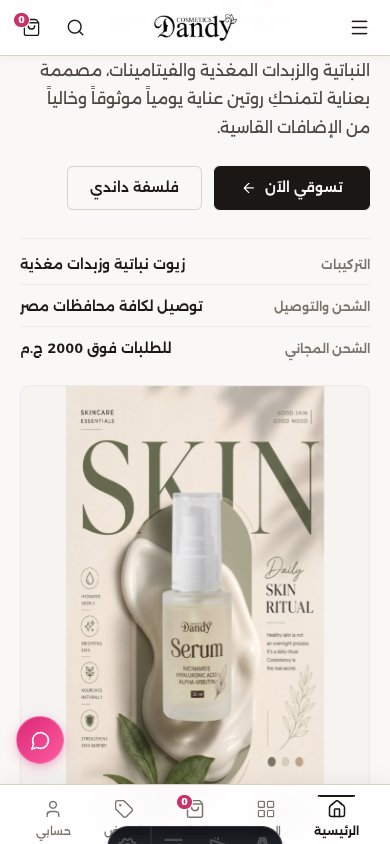 0
COSMETICS
Dandy
النباتية والزبدات المغذية والفيتامينات، مصممة
بعناية لتمنحكِ روتين عناية يومياً موثوقاً وخالياً
من الإضافات القاسية.
تسوقي الآن ←
فلسفة داندي
التركيبات
زيوت نباتية وزبدات مغذية
الشحن والتوصيل
توصيل لكافة محافظات مصر
الشحن المجاني
للطلبات فوق 2000 ج.م
SKINCARE
ESSENTIALS
GOOD SKIN
GOOD MOOD
SKIN
Daily
SKIN
RITUAL
Healthy skin is not
an overnight process.
It's a daily ritual.
Consistency is
the real secret.
HYDRATES
DEEPLY
BRIGHTENS
SKIN
NOURISHES
NATURALLY
STRENGTHENS
SKIN BARRIER
Dandy
Serum
NIACINAMIDE
HYALURONIC ACID
ALPHA ARBUTIN
الرئيسية
0
حسابي